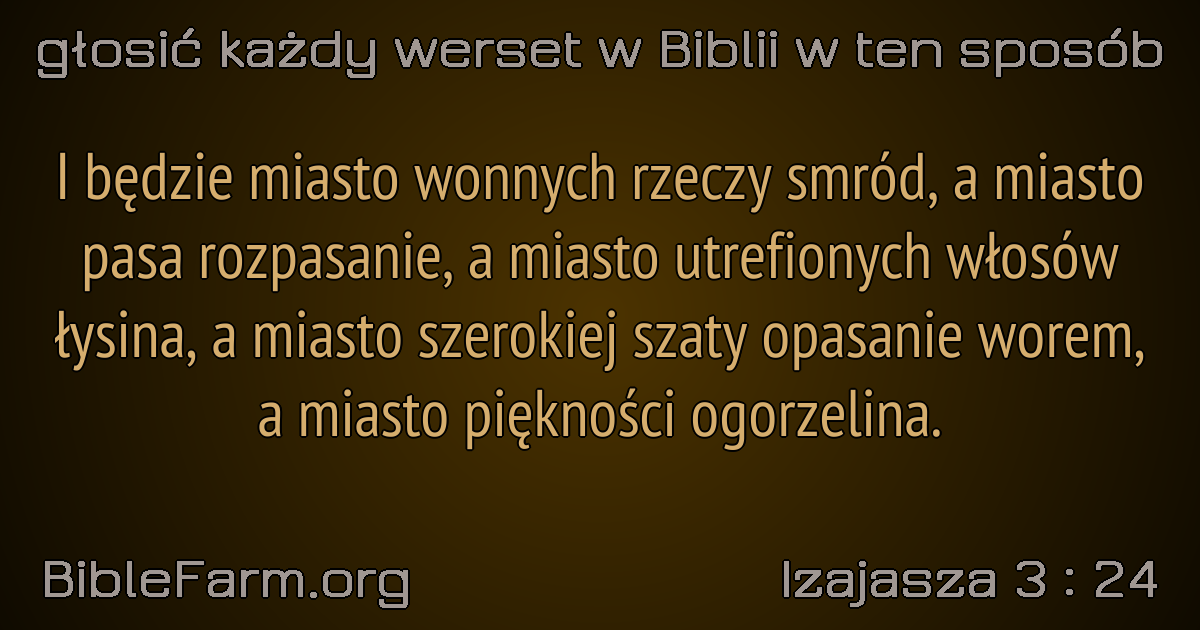 głosić każdy werset w Biblii w ten sposób
I będzie miasto wonnych rzeczy smród, a miasto
pasa rozpasanie, a miasto utrefionych włosów
łysina, a miasto szerokiej szaty opasanie worem,
a miasto piękności ogorzelina.
BibleFarm.org
Izajasza 3 : 24